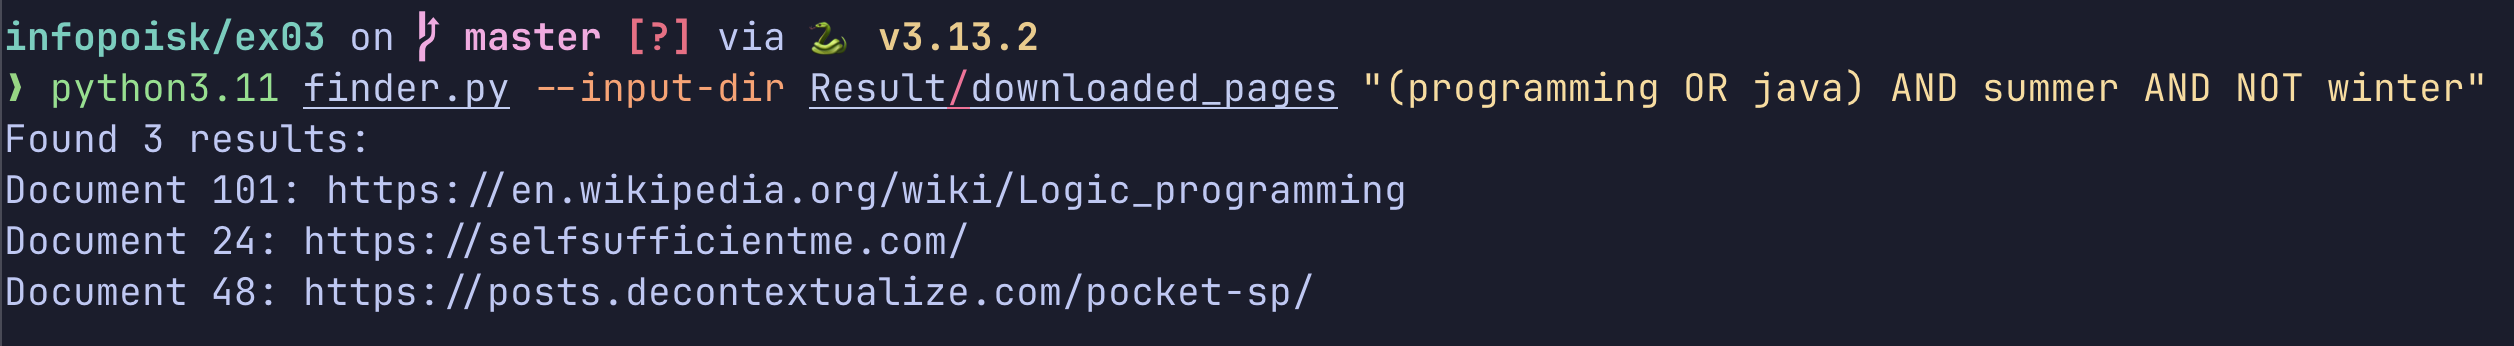 infopoisk/ex03 on master [?] via 🐍 v3.13.2
❯ python3.11 finder.py --input-dir Result/downloaded_pages "(programming OR java) AND summer AND NOT winter"
Found 3 results:
Document 101: https://en.wikipedia.org/wiki/Logic_programming
Document 24: https://selfsufficientme.com/
Document 48: https://posts.decontextualize.com/pocket-sp/